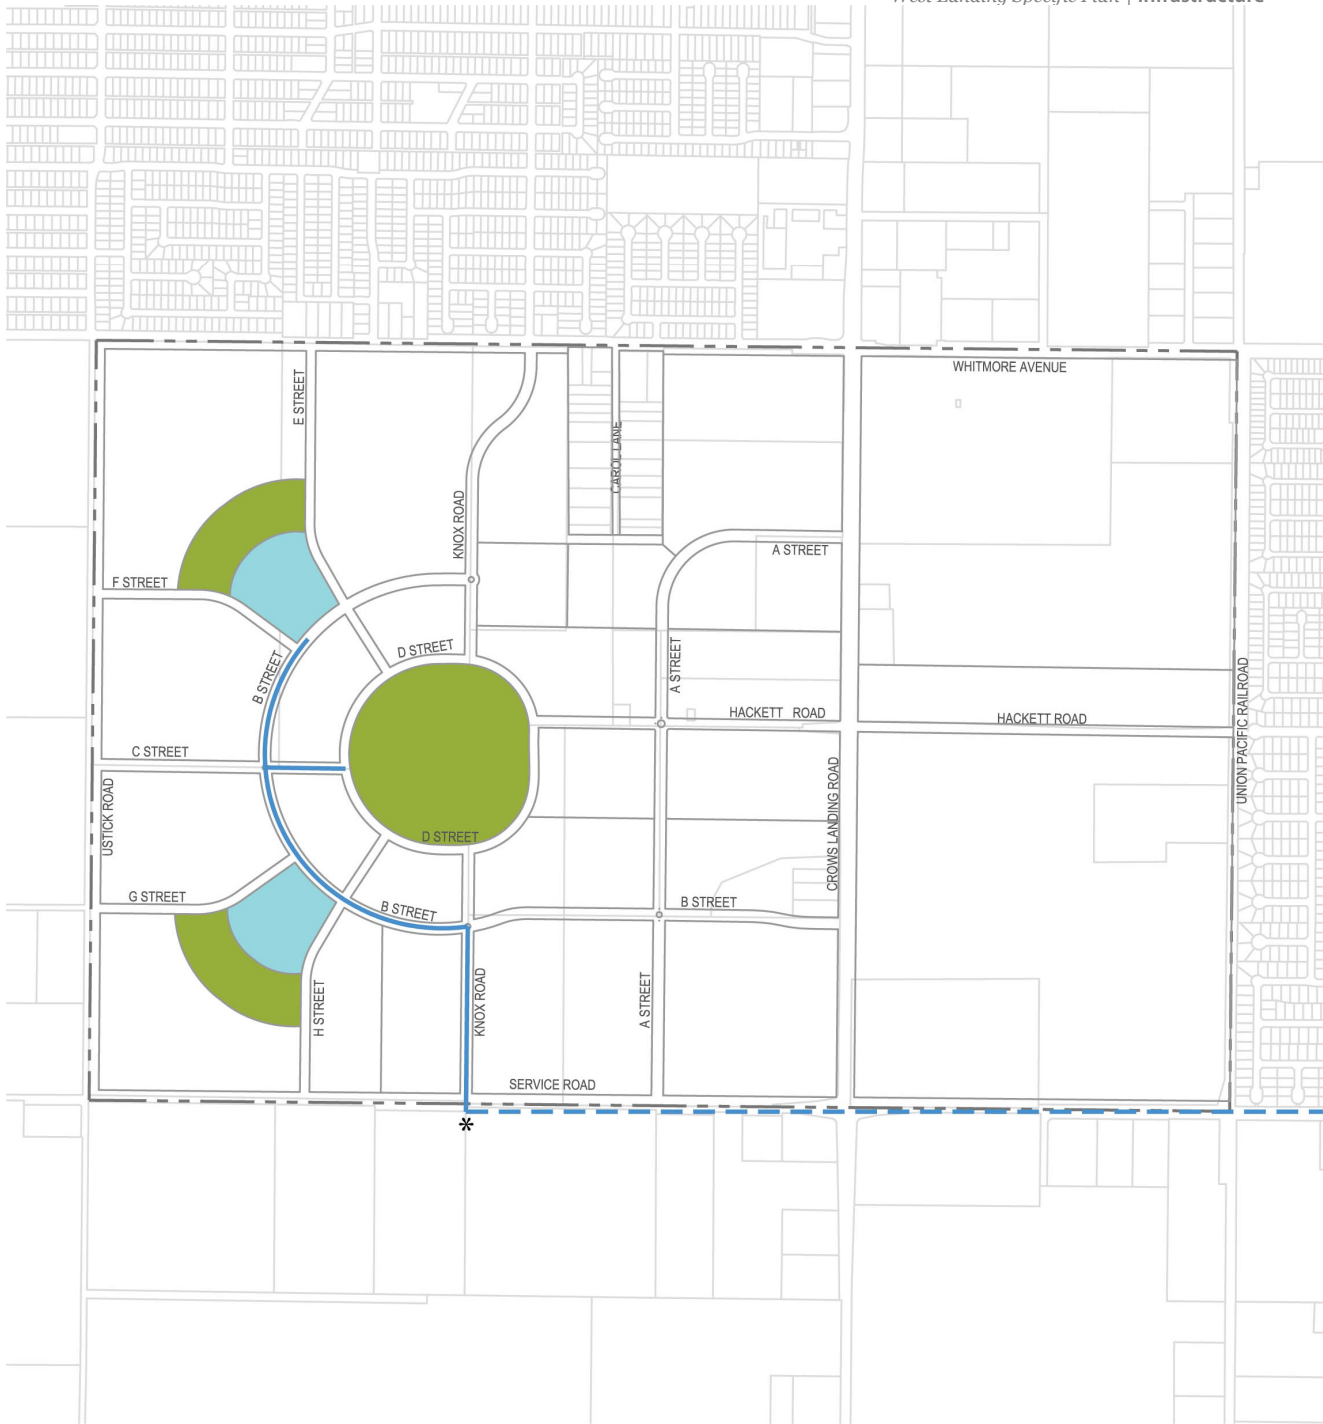 West Landing Specific Plan | Infrastructure
WHITMORE AVENUE
E STREET
CAROL LANE
KNOX ROAD
A STREET
F STREET
D STREET
A STREET
B STREET
UNION PACIFIC RAILROAD
HACKETT ROAD
HACKETT ROAD
C STREET
USTICK ROAD
CROWS LANDING ROAD
D STREET
G STREET
B STREET
B STREET
H STREET
KNOX ROAD
A STREET
SERVICE ROAD
*